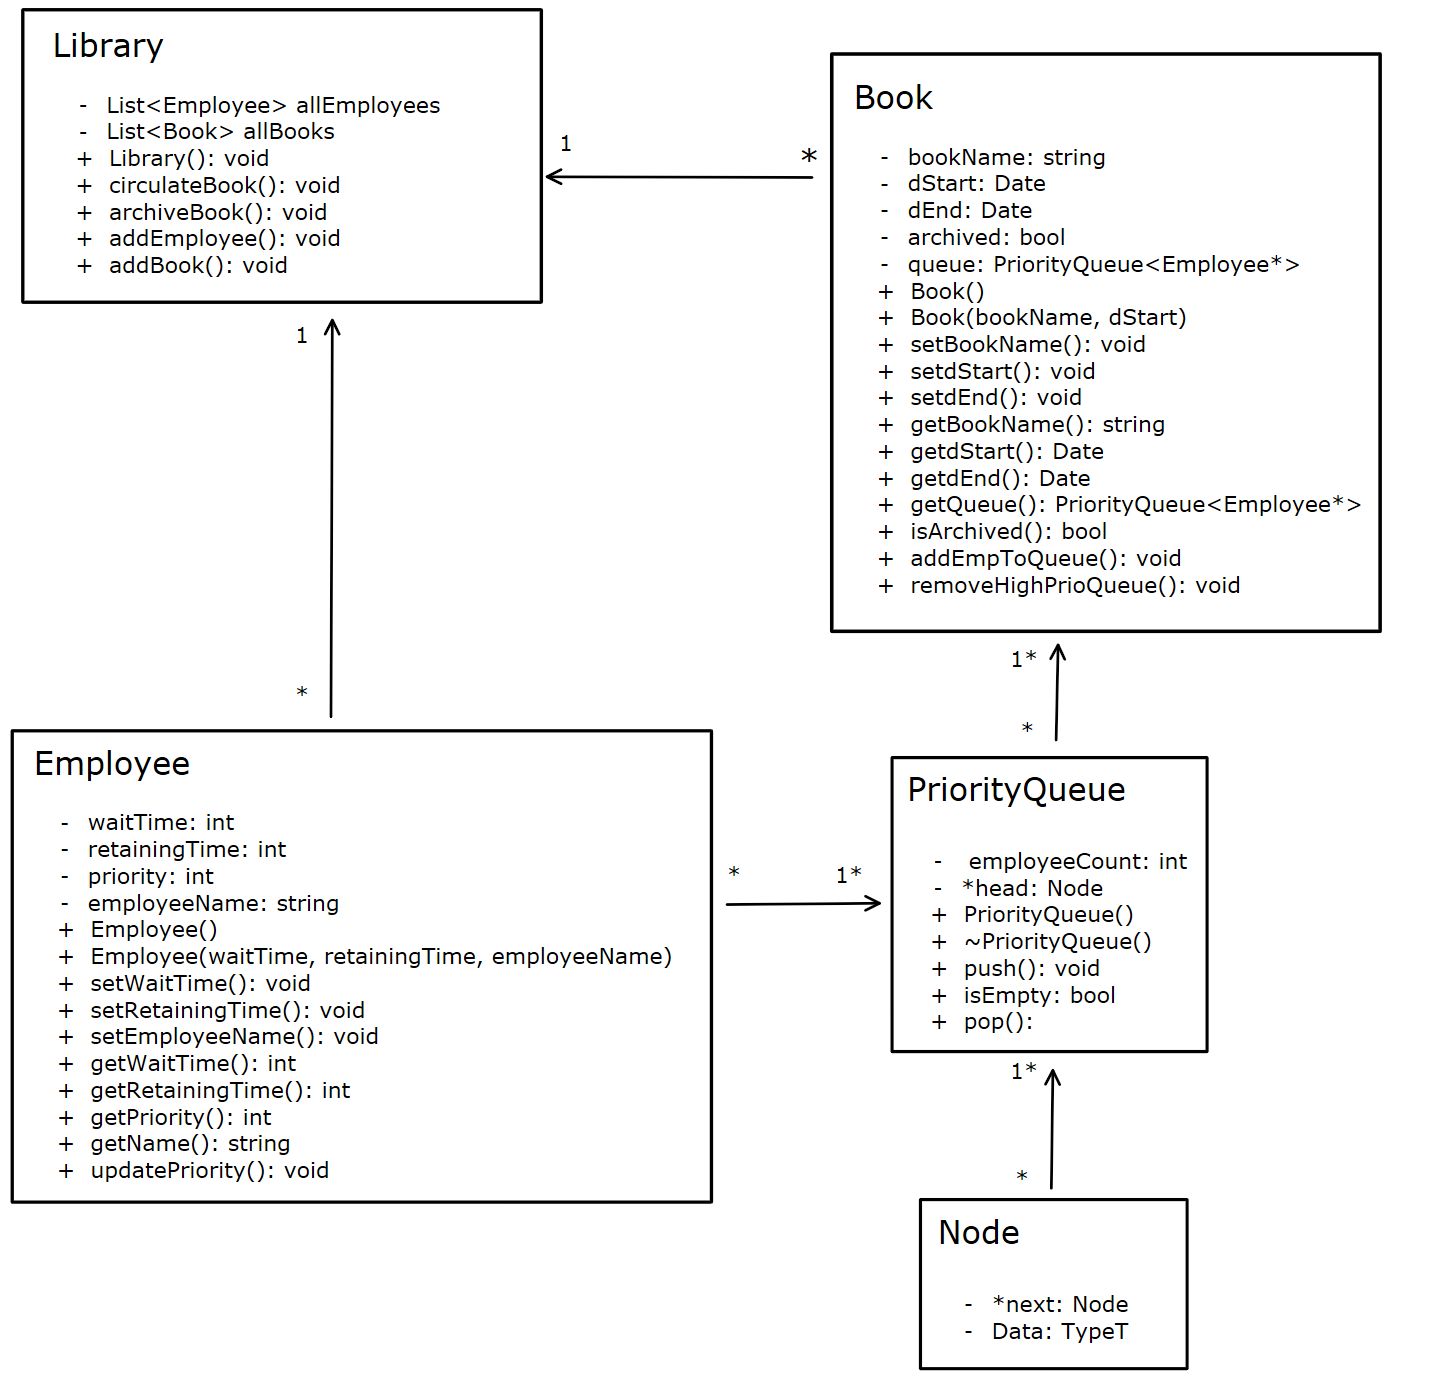 Library
- List<Employee> allEmployees
- List<Book> allBooks
+ Library(): void
+ circulateBook(): void
+ archiveBook(): void
+ addEmployee(): void
+ addBook(): void
1
*
Book
- bookName: string
- dStart: Date
- dEnd: Date
- archived: bool
- queue: PriorityQueue<Employee*>
+ Book()
+ Book(bookName, dStart)
+ setBookName(): void
+ setdStart(): void
+ setdEnd(): void
+ getBookName(): string
+ getdStart(): Date
+ getdEnd(): Date
+ getQueue(): PriorityQueue<Employee*>
+ isArchived(): bool
+ addEmpToQueue(): void
+ removeHighPrioQueue(): void
1
*
1*
*
Employee
- waitTime: int
- retainingTime: int
- priority: int
- employeeName: string
+ Employee()
+ Employee(waitTime, retainingTime, employeeName)
+ setWaitTime(): void
+ setRetainingTime(): void
+ setEmployeeName(): void
+ getWaitTime(): int
+ getRetainingTime(): int
+ getPriority(): int
+ getName(): string
+ updatePriority(): void
*
1*
PriorityQueue
- employeeCount: int
- *head: Node
+ PriorityQueue()
+ ~PriorityQueue()
+ push(): void
+ isEmpty: bool
+ pop():
1*
*
Node
- *next: Node
- Data: TypeT